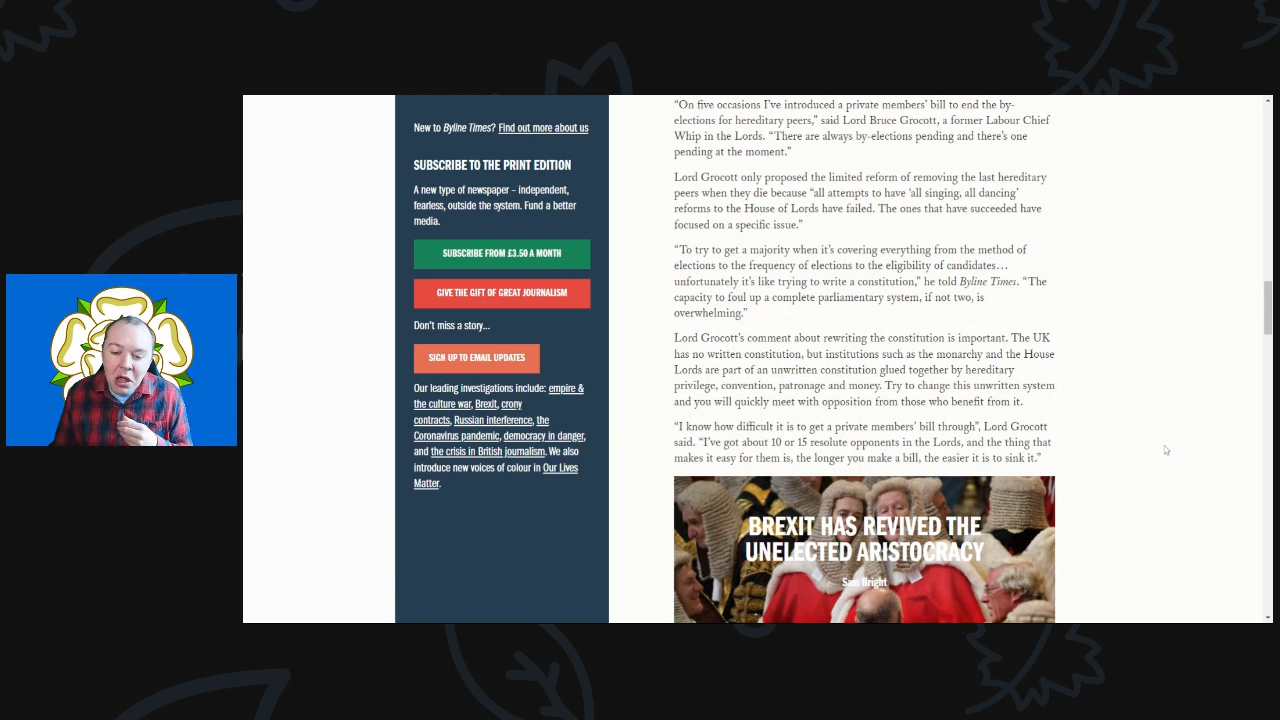 New to Byline Times? Find out more about us
SUBSCRIBE TO THE PRINT EDITION
A new type of newspaper – independent,
fearless, outside the system. Fund a better
media.
SUBSCRIBE FROM £3.50 A MONTH
GIVE THE GIFT OF GREAT JOURNALISM
Don’t miss a story...
SIGN UP TO EMAIL UPDATES
Our leading investigations include: empire &
the culture war, Brexit, crony
contracts, Russian interference, the
Coronavirus pandemic, democracy in danger,
and the crisis in British journalism. We also
introduce new voices of colour in Our Lives
Matter.
“On five occasions I’ve introduced a private members’ bill to end the by-
elections for hereditary peers,” said Lord Bruce Grocott, a former Labour Chief
Whip in the Lords. “There are always by-elections pending and there’s one
pending at the moment.”
Lord Grocott only proposed the limited reform of removing the last hereditary
peers when they die because “all attempts to have ‘all singing, all dancing’
reforms to the House of Lords have failed. The ones that have succeeded have
focused on a specific issue.”
“To try to get a majority when it’s covering everything from the method of
elections to the frequency of elections to the eligibility of candidates…
unfortunately it’s like trying to write a constitution,” he told Byline Times. “The
capacity to foul up a complete parliamentary system, if not two, is
overwhelming.”
Lord Grocott’s comment about rewriting the constitution is important. The UK
has no written constitution, but institutions such as the monarchy and the House
Lords are part of an unwritten constitution glued together by hereditary
privilege, convention, patronage and money. Try to change this unwritten system
and you will quickly meet with opposition from those who benefit from it.
“I know how difficult it is to get a private members’ bill through”, Lord Grocott
said. “I’ve got about 10 or 15 resolute opponents in the Lords, and the thing that
makes it easy for them is, the longer you make a bill, the easier it is to sink it.”
BREXIT HAS REVIVED THE
UNELECTED ARISTOCRACY
Sam Bright